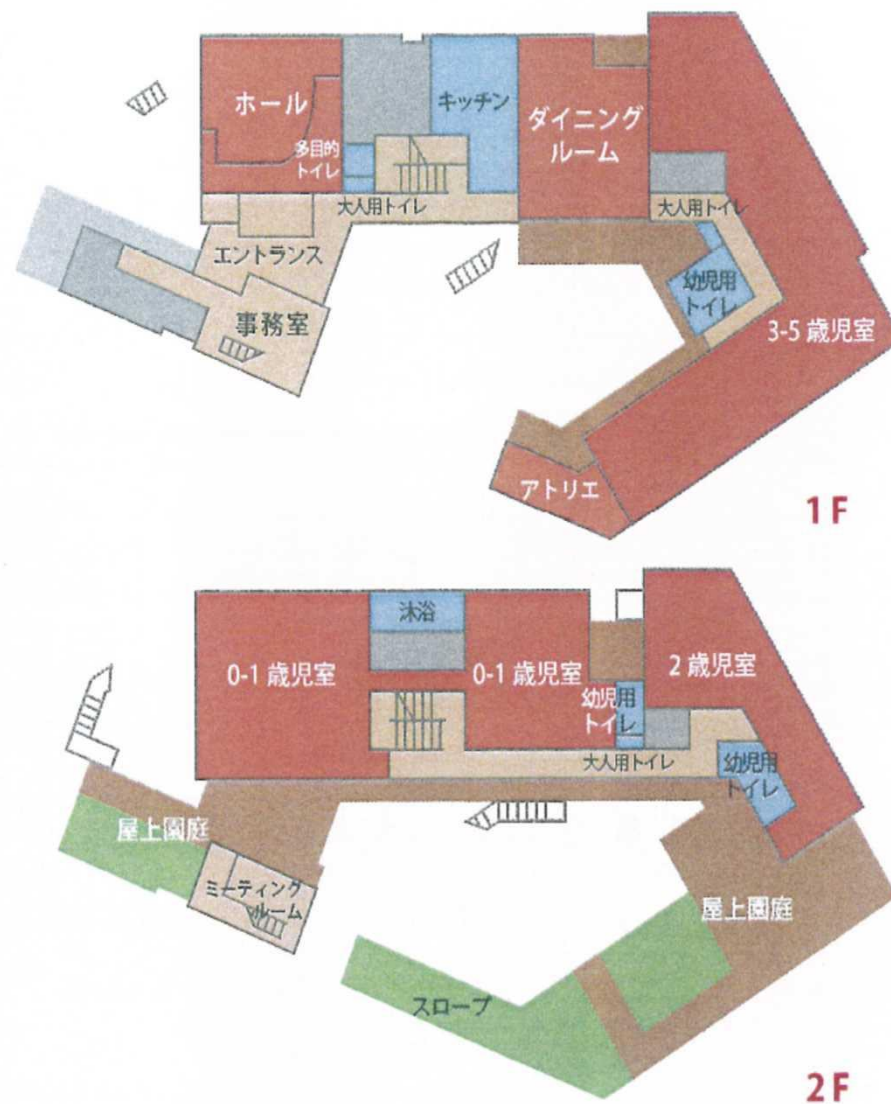 ホール
キッチン
ダイニング
ルーム
多目的
トイレ
大人用トイレ
大人用トイレ
エントランス
幼児用
トイレ
事務室
3-5 歳児室
アトリエ
1F
沐浴
0-1 歳児室
0-1 歳児室
2 歳児室
幼児用
トイレ
大人用トイレ
幼児用
トイレ
屋上園庭
ミーティング
ルーム
屋上園庭
スロープ
2F